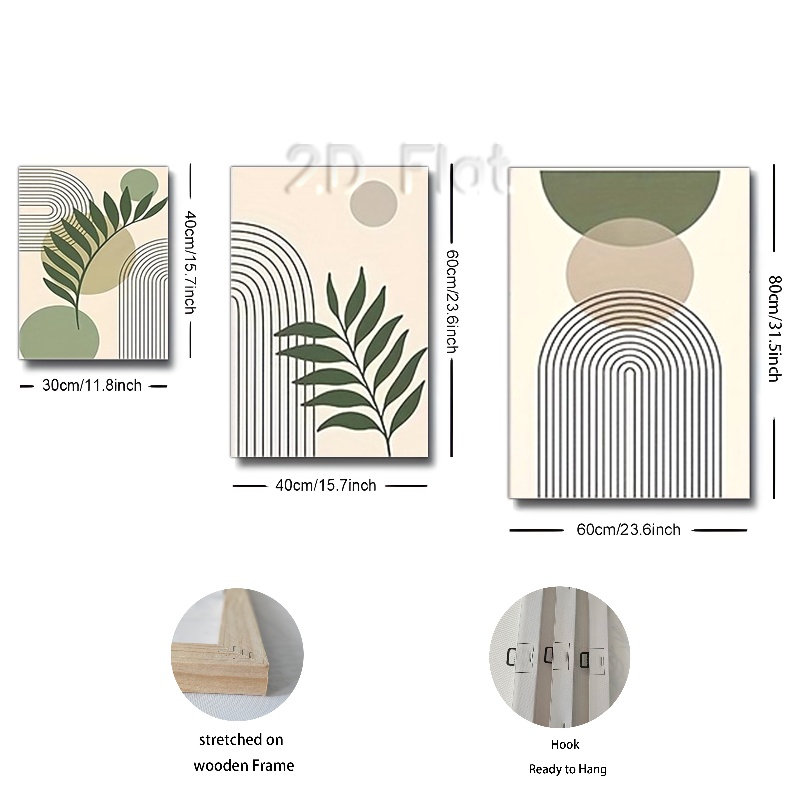 2D Flat
40cm/15.7inch
30cm/11.8inch
60cm/23.6inch
40cm/15.7inch
80cm/31.5inch
60cm/23.6inch
stretched on
wooden Frame
Hook
Ready to Hang